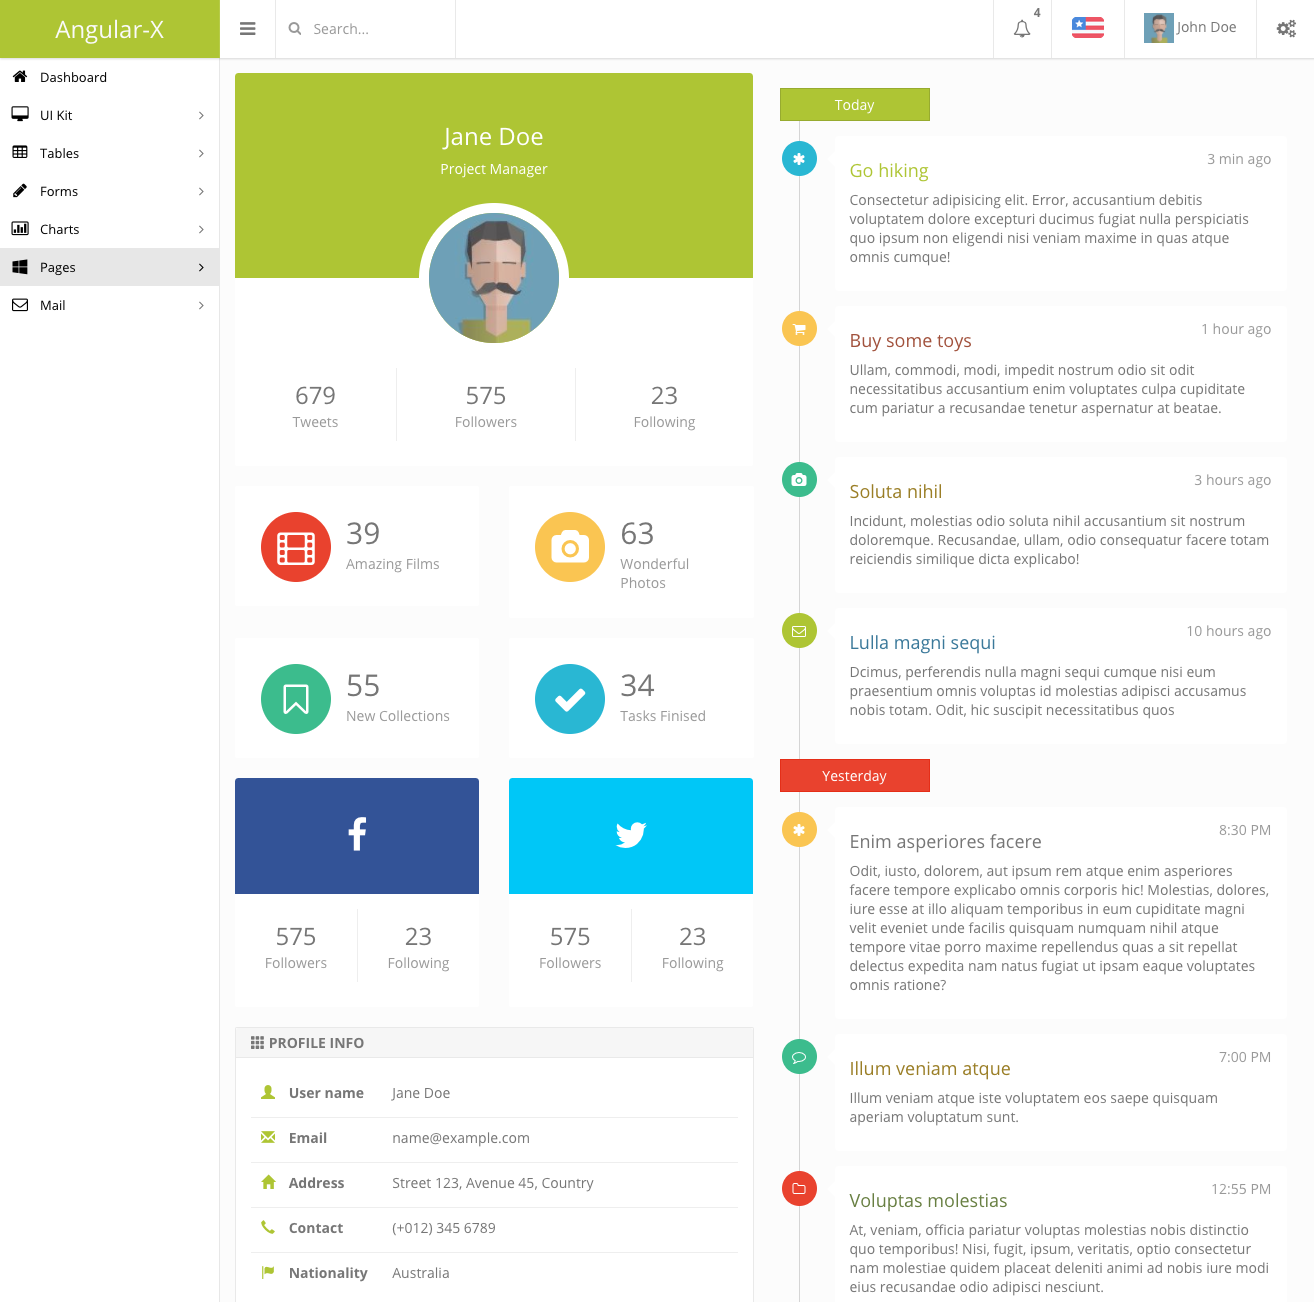 Angular-X
Search...
4
John Doe
Dashboard
UI Kit
Tables
Forms
Charts
Pages
Mail
Jane Doe
Project Manager
679
Tweets
575
Followers
23
Following
39
Amazing Films
63
Wonderful
Photos
55
New Collections
34
Tasks Finised
575
Followers
23
Following
575
Followers
23
Following
PROFILE INFO
User name Jane Doe
Email name@example.com
Address Street 123, Avenue 45, Country
Contact (+012) 345 6789
Nationality Australia
Today
3 min ago
Go hiking
Consectetur adipisicing elit. Error, accusantium debitis
voluptatem dolore excepturi ducimus fugiat nulla perspiciatis
quo ipsum non eligendi nisi veniam maxime in quas atque
omnis cumque!
1 hour ago
Buy some toys
Ullam, commodi, modi, impedit nostrum odio sit odit
necessitatibus accusantium enim voluptates culpa cupiditate
cum pariatur a recusandae tenetur aspernatur at beatae.
3 hours ago
Soluta nihil
Incidunt, molestias odio soluta nihil accusantium sit nostrum
doloremque. Recusandae, ullam, odio consequatur facere totam
reiciendis similique dicta explicabo!
10 hours ago
Lulla magni sequi
Dcimus, perferendis nulla magni sequi cumque nisi eum
praesentium omnis voluptas id molestias adipisci accusamus
nobis totam. Odit, hic suscipit necessitatibus quos
Yesterday
8:30 PM
Enim asperiores facere
Odit, iusto, dolorem, aut ipsum rem atque enim asperiores
facere tempore explicabo omnis corporis hic! Molestias, dolores,
iure esse at illo aliquam temporibus in eum cupiditate magni
velit eveniet unde facilis quisquam numquam nihil atque
tempore vitae porro maxime repellendus quas a sit repellat
delectus expedita nam natus fugiat ut ipsam eaque voluptates
omnis ratione?
7:00 PM
Illum veniam atque
Illum veniam atque iste voluptatem eos saepe quisquam
aperiam voluptatum sunt.
12:55 PM
Voluptas molestias
At, veniam, officia pariatur voluptas molestias nobis distinctio
quo temporibus! Nisi, fugit, ipsum, veritatis, optio consectetur
nam molestiae quidem placeat deleniti animi ad nobis iure modi
eius recusandae odio adipisci nesciunt.